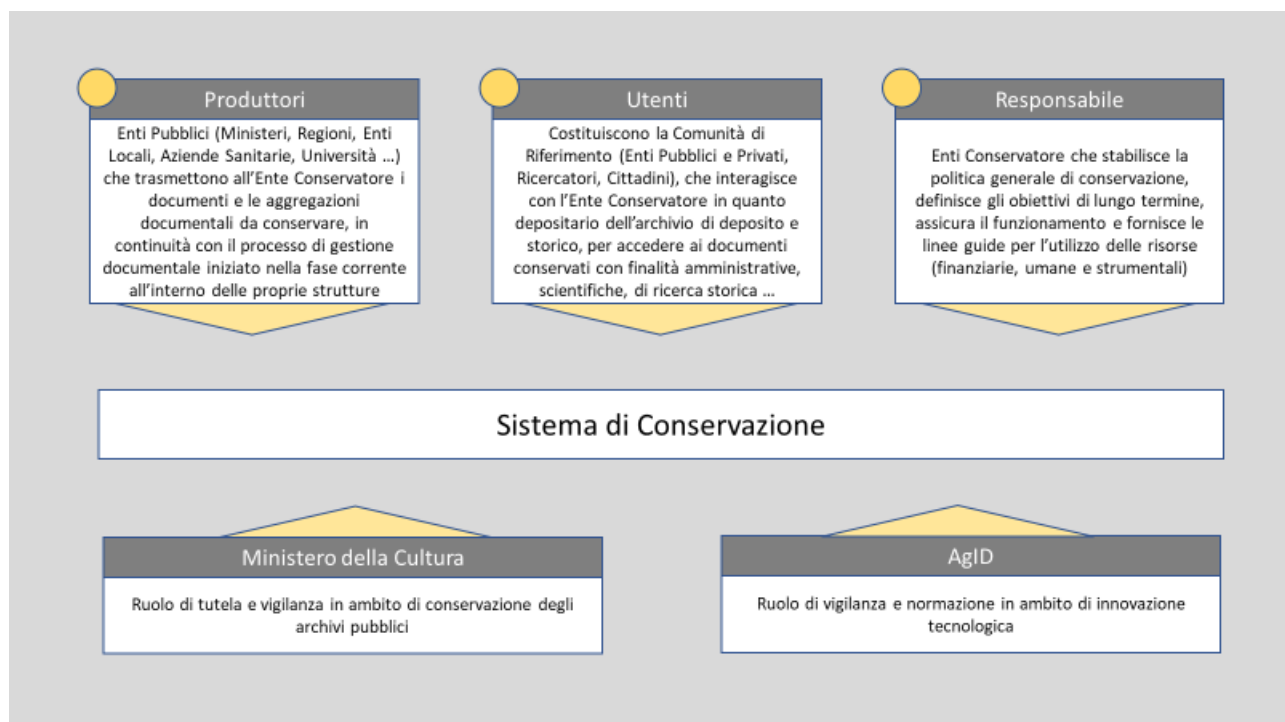 Produttori
Enti Pubblici (Ministeri, Regioni, Enti
Locali, Aziende Sanitarie, Università ...)
che trasmettono all’Ente Conservatore i
documenti e le aggregazioni
documentali da conservare, in
continuità con il processo di gestione
documentale iniziato nella fase corrente
all’interno delle proprie strutture
Utenti
Costituiscono la Comunità di
Riferimento (Enti Pubblici e Privati,
Ricercatori, Cittadini), che interagisce
con l’Ente Conservatore in quanto
depositario dell’archivio di deposito e
storico, per accedere ai documenti
conservati con finalità amministrative,
scientifiche, di ricerca storica ...
Responsabile
Enti Conservatore che stabilisce la
politica generale di conservazione,
definisce gli obiettivi di lungo termine,
assicura il funzionamento e fornisce le
linee guide per l’utilizzo delle risorse
(finanziarie, umane e strumentali)
Sistema di Conservazione
Ministero della Cultura
Ruolo di tutela e vigilanza in ambito di conservazione degli
archivi pubblici
AgID
Ruolo di vigilanza e normazione in ambito di innovazione
tecnologica